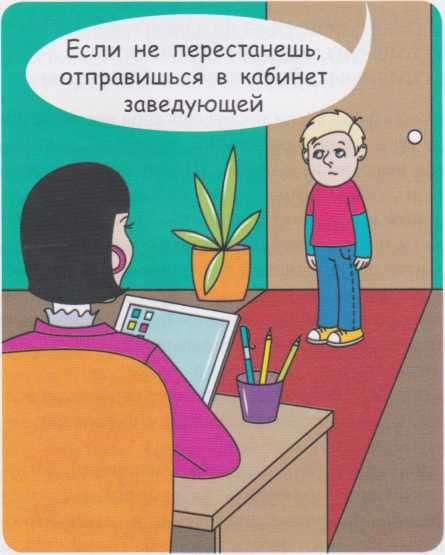 Если не перестанешь,
отправишься в кабинет
заведующей